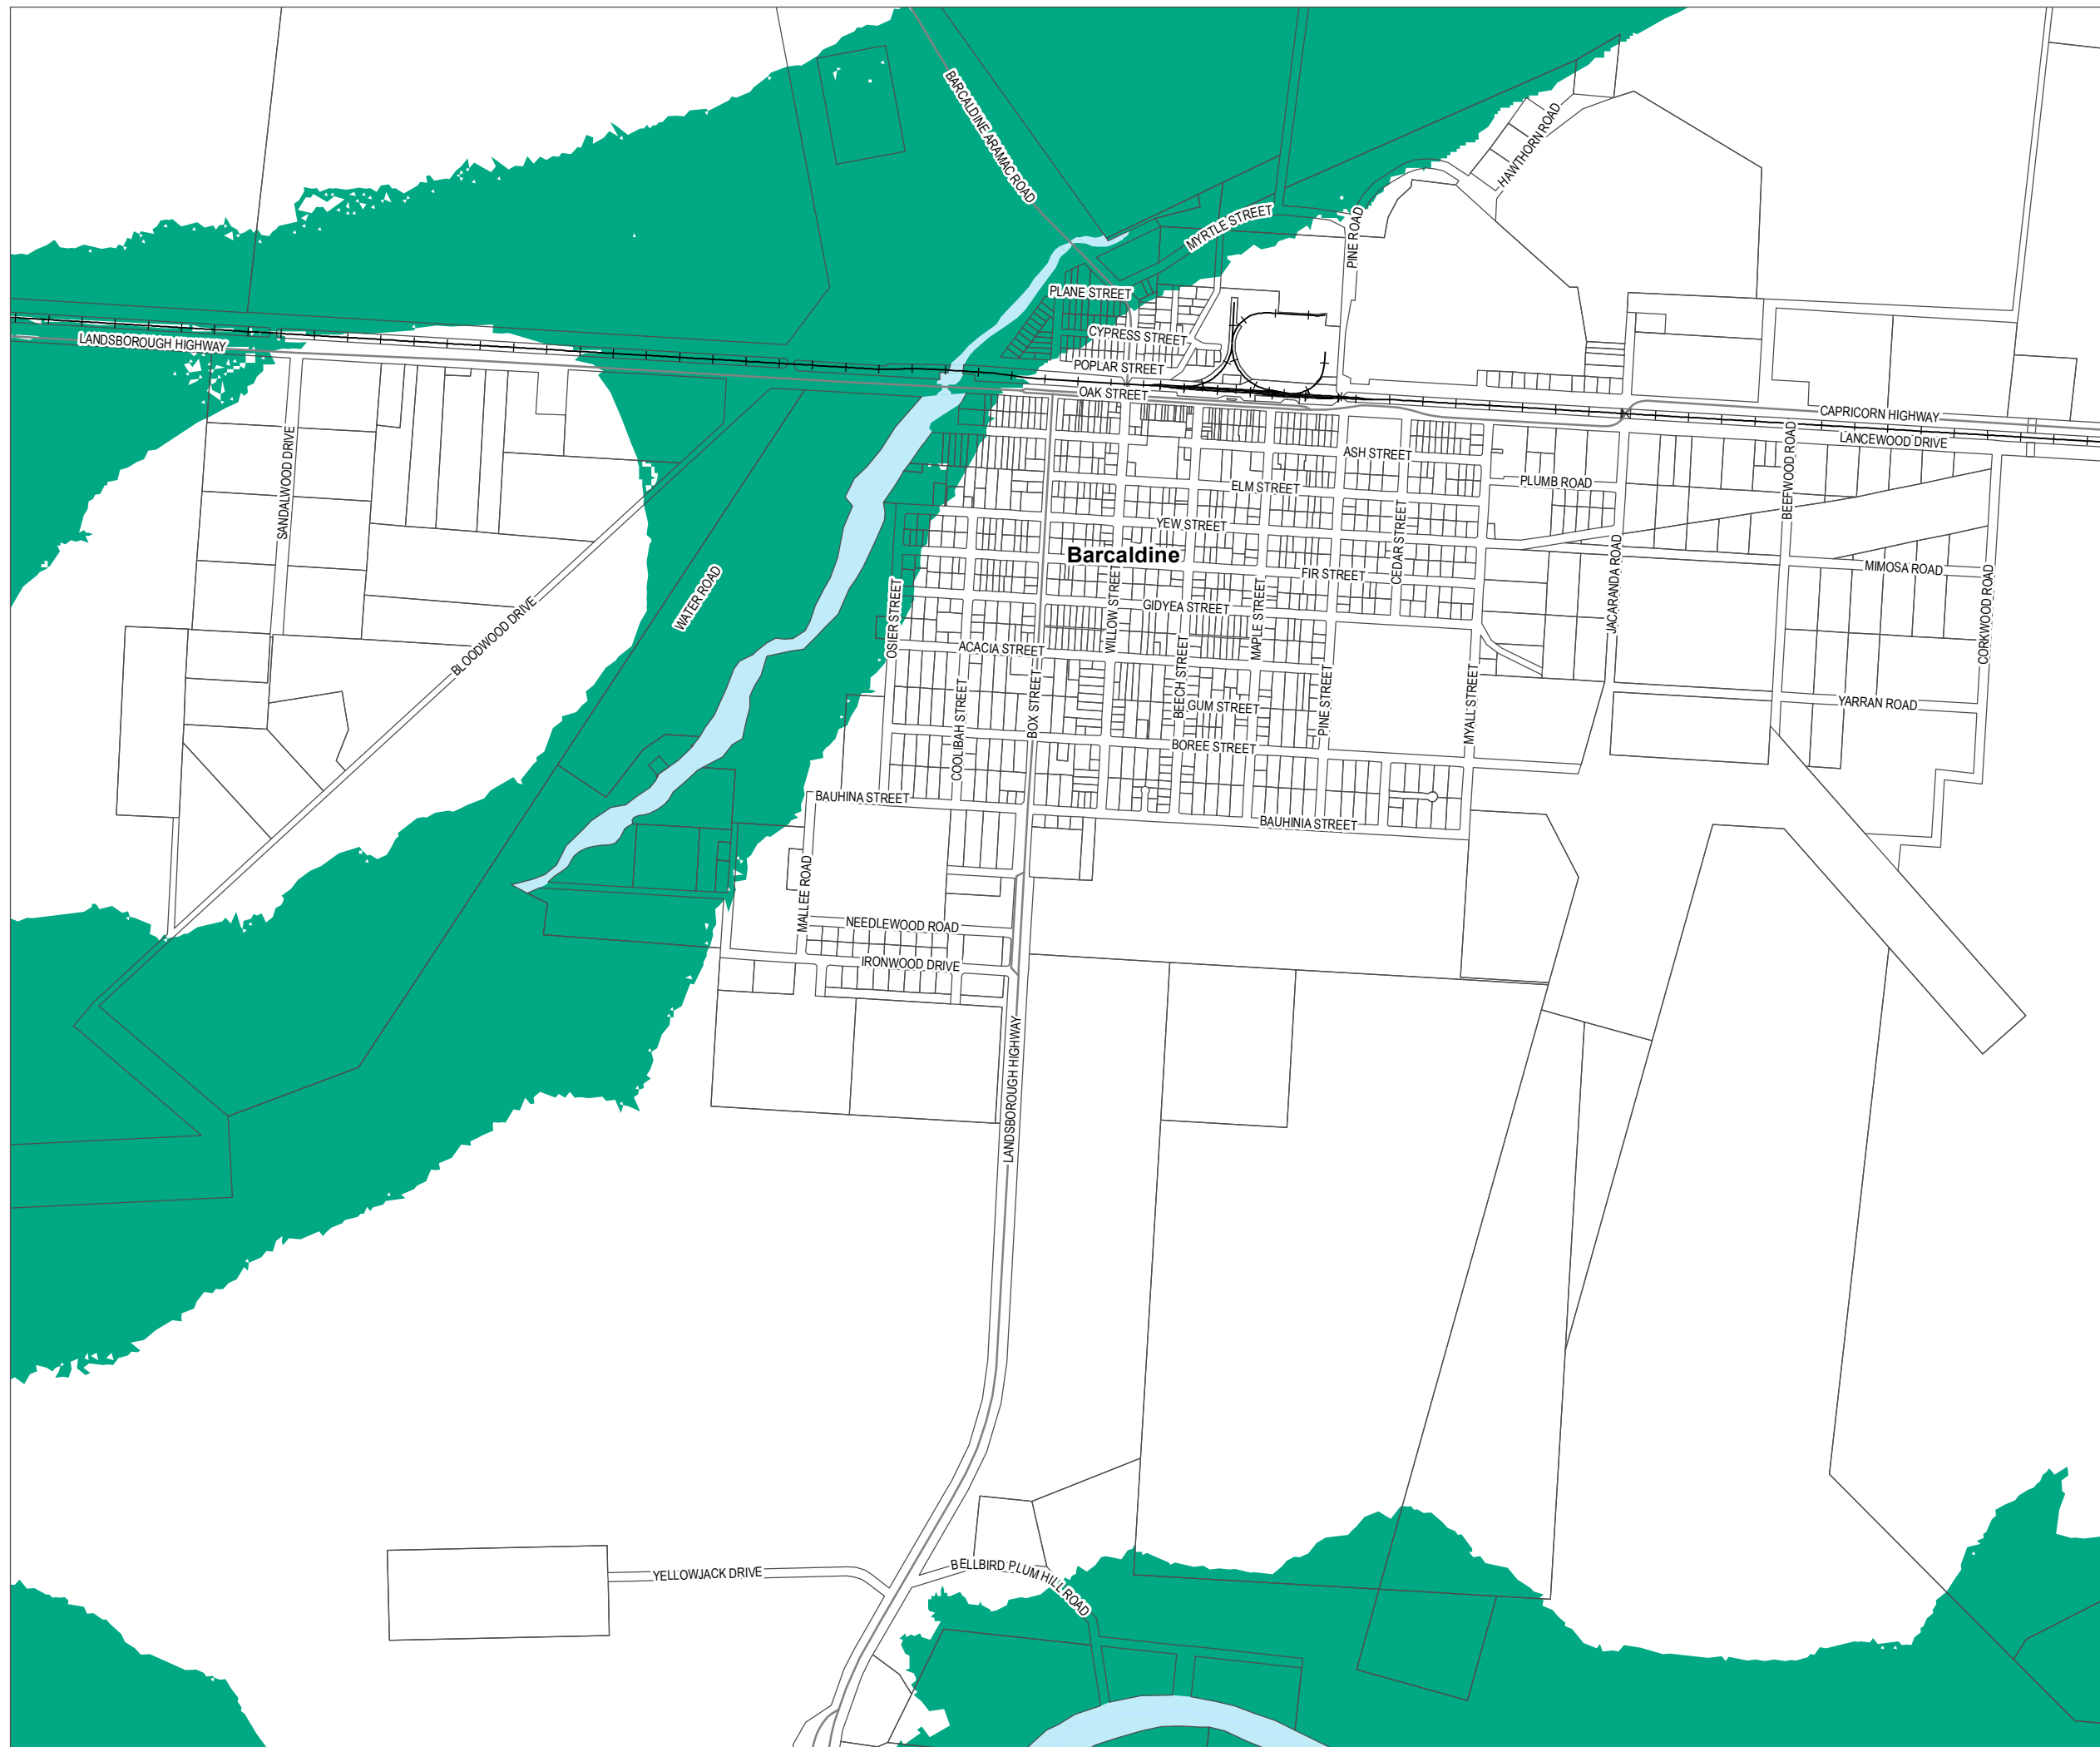 BARCALDINE ARAMAC ROAD
HAWTHORN ROAD
MYRTLE STREET
PINE ROAD
PLANE STREET
CYPRESS STREET
LANDSBOROUGH HIGHWAY
POPLAR STREET
OAK STREET
CAPRICORN HIGHWAY
LANCEWOOD DRIVE
ASH STREET
BEEFWOOD ROAD
SANDALWOOD DRIVE
ELM STREET
PLUMB ROAD
YEW STREET
CEDAR STREET
Barcaldine
JACARANDA ROAD
FIR STREET
MIMOSA ROAD
WATER ROAD
OSIER STREET
WILLOW STREET
GIDYEA STREET
MAPLE STREET
CORKWOOD ROAD
BLOODWOOD DRIVE
ACACIA STREET
BEECH STREET
COOLIBAH STREET
BOX STREET
GUM STREET
PINE STREET
MYALL STREET
YARRAN ROAD
BOREE STREET
BAUHINA STREET
BAUHINIA STREET
MALLEE ROAD
NEEDLEWOOD ROAD
IRONWOOD DRIVE
LANDSBOROUGH HIGHWAY
YELLOWJACK DRIVE
BELLBIRD PLUM HILL ROAD